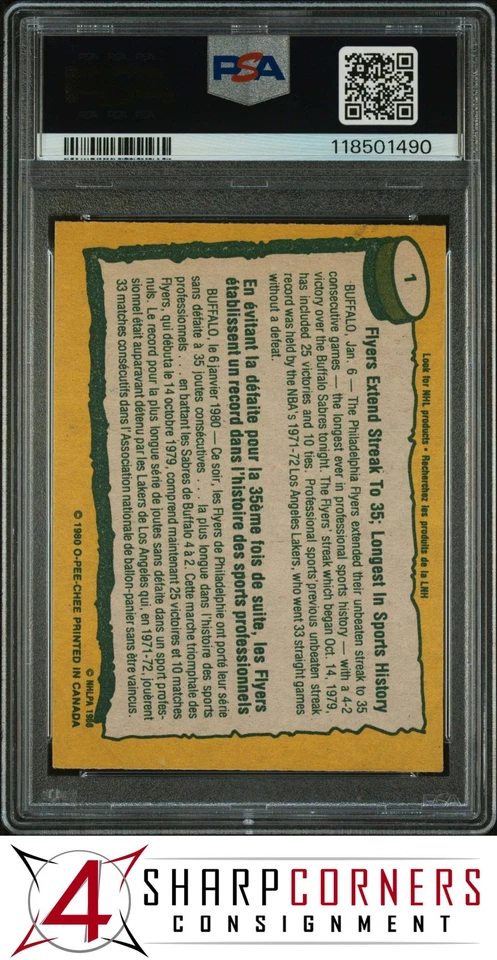 PSA
118501490
1
Look for NHL products • Recherchez les produits de la LNH
Flyers Extend Streak To 35; Longest In Sports History
BUFFALO, Jan. 6 — The Philadelphia Flyers extended their unbeaten streak to 35
consecutive games — the longest ever in professional sports history — with a 4-2
victory over the Buffalo Sabres tonight. The Flyers' streak which began Oct. 14, 1979,
has included 25 victories and 10 ties. Professional sports' previous unbeaten streak
record was held by the NBA's 1971-72 Los Angeles Lakers, who went 33 straight games
without a defeat.
En évitant la défaite pour la 35ème fois de suite, les Flyers
établissent un record dans l'histoire des sports professionnels
BUFFALO, le 6 janvier 1980 — Ce soir, les Flyers de Philadelphie ont porté leur série
sans défaite à 35 joutes consécutives . . . la plus longue dans l'histoire des sports
professionnels . . . en battant les Sabres de Buffalo 4 à 2. Cette marche triomphale des
Flyers, qui débuta le 14 octobre 1979, comprend maintenant 25 victoires et 10 matches
nuls. Le record pour la plus longue série de joutes sans défaite dans un sport profes-
sionnel était auparavant détenu par les Lakers de Los Angeles qui, en 1971-72, jouèrent
33 matches consécutifs dans l'Association nationale de ballon-panier sans être vaincus.
© NHLPA 1980
© 1980 O-PEE-CHEE PRINTED IN CANADA
4
SHARPCORNERS
CONSIGNMENT